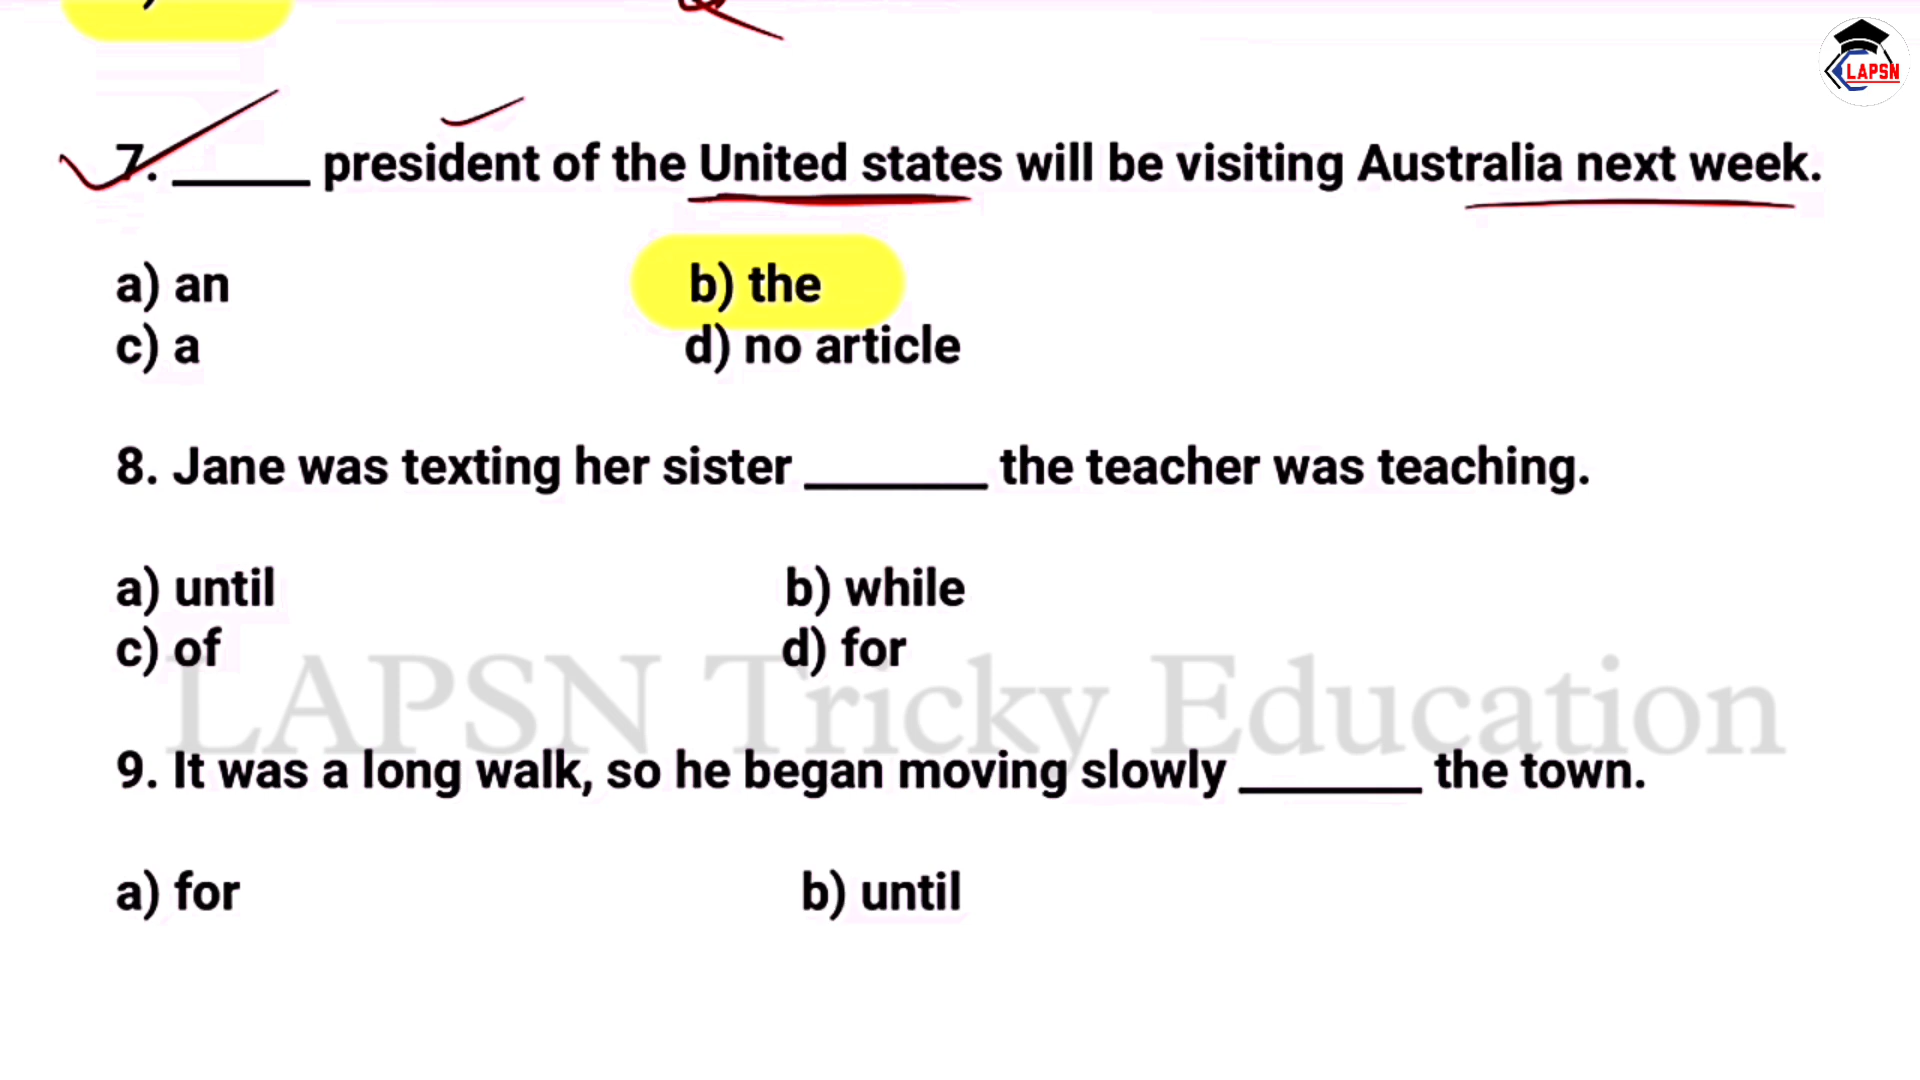 LAPSN
7. _____ president of the United states will be visiting Australia next week.
a) an b) the
c) a d) no article
8. Jane was texting her sister _______ the teacher was teaching.
a) until b) while
c) of d) for
LAPSN Tricky Education
9. It was a long walk, so he began moving slowly _______ the town.
a) for b) until